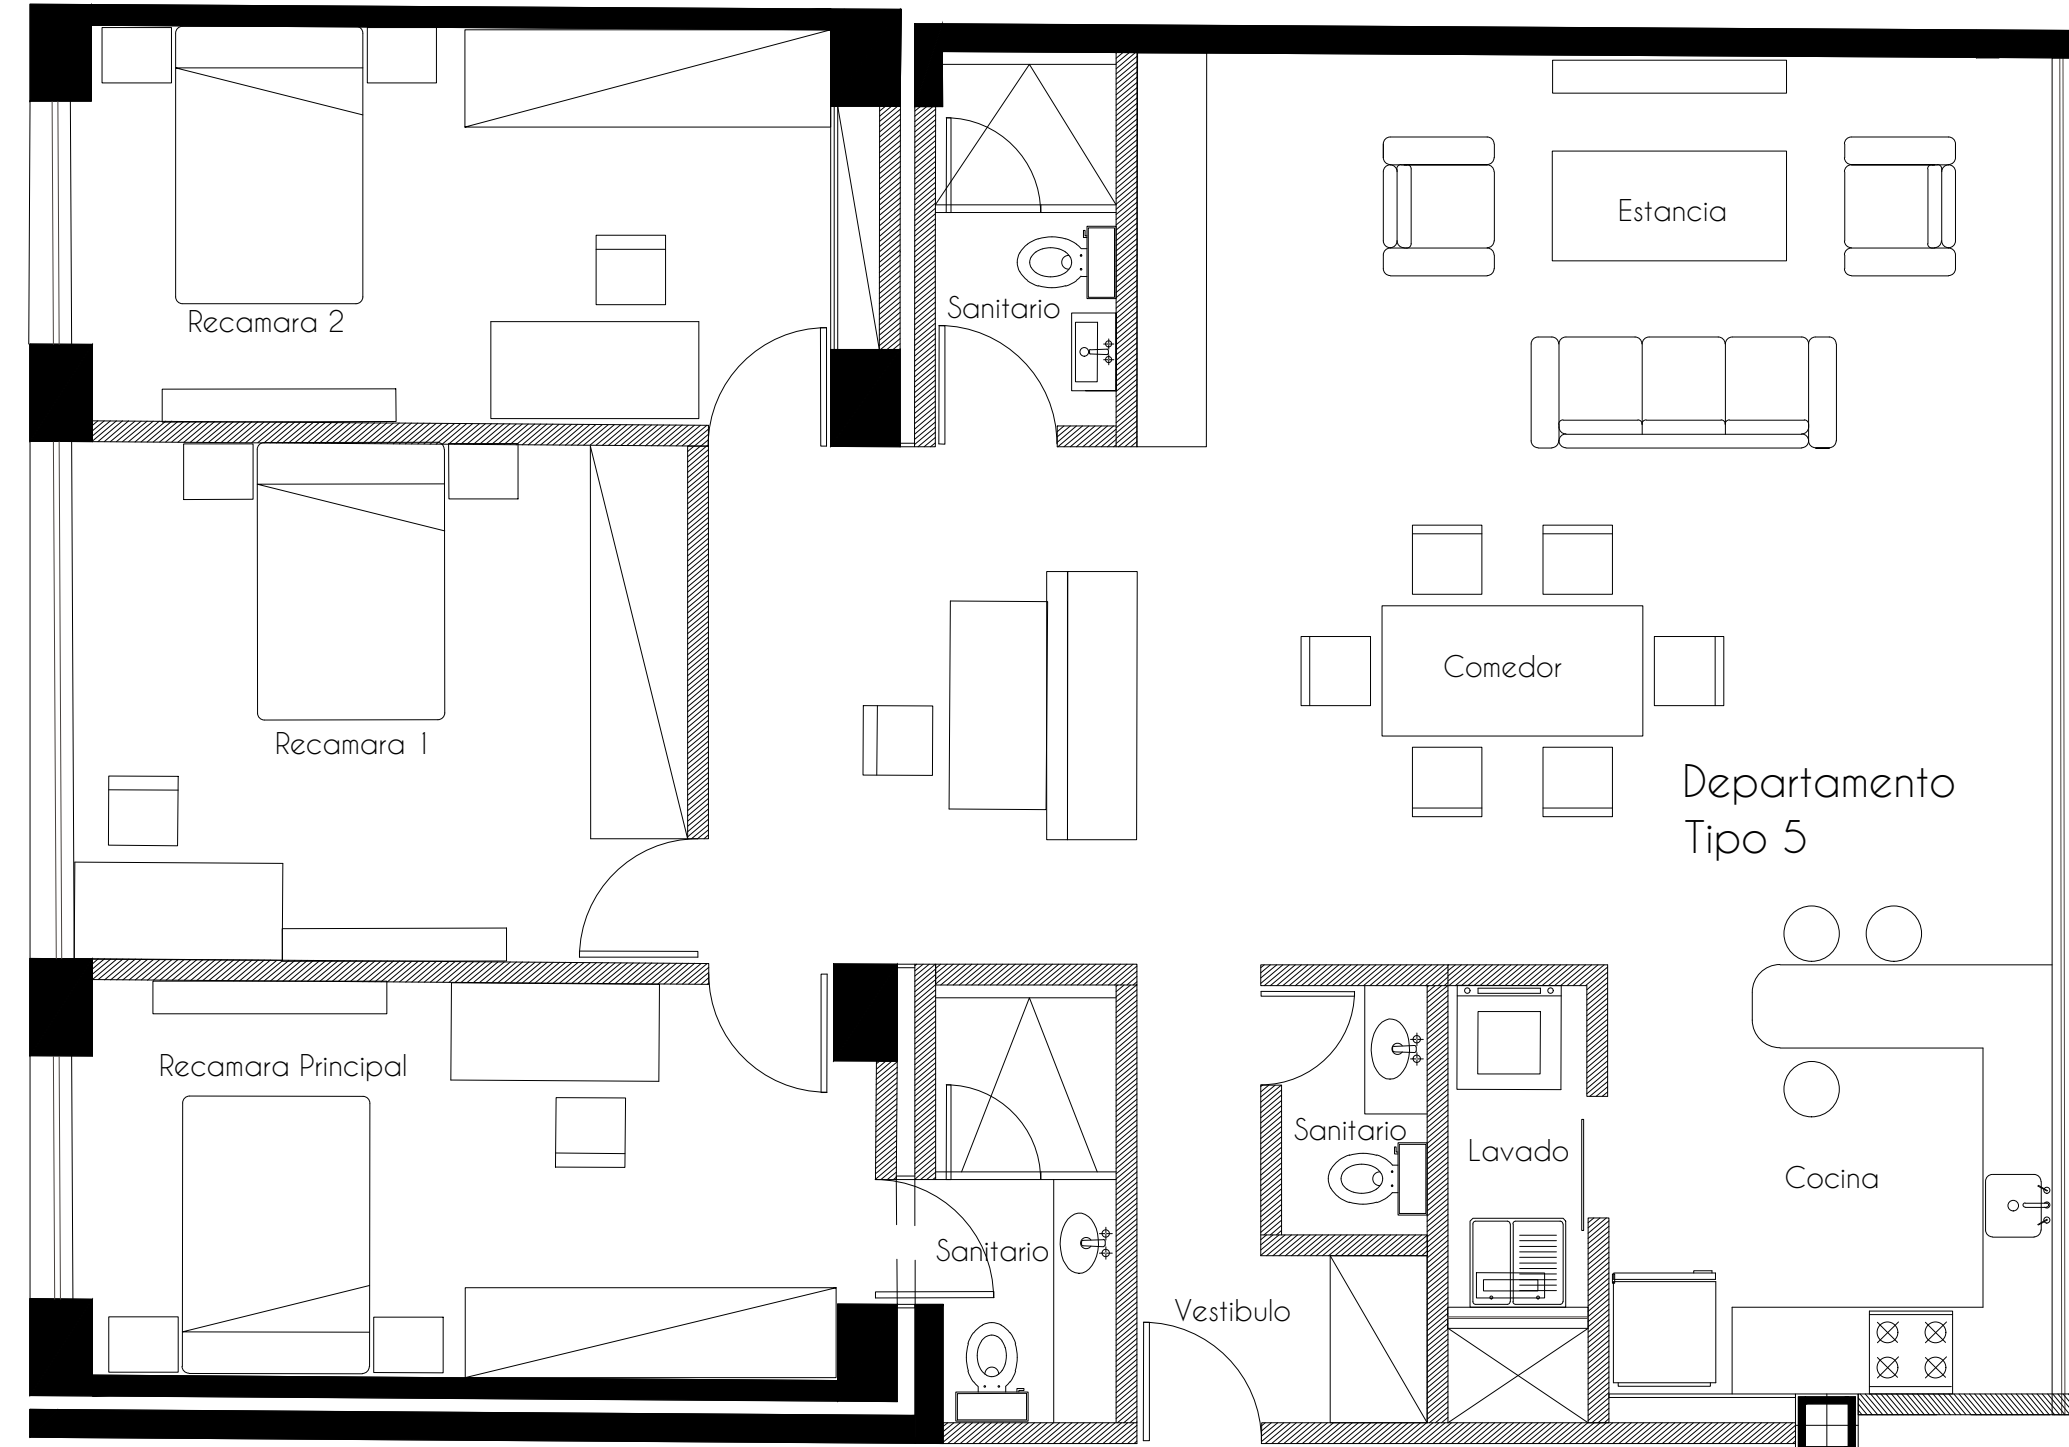 Estancia
Sanitario
Recamara 2
Comedor
Recamara 1
Departamento
Tipo 5
Recamara Principal
Sanitario
Lavado
Cocina
Sanitario
Vestibulo